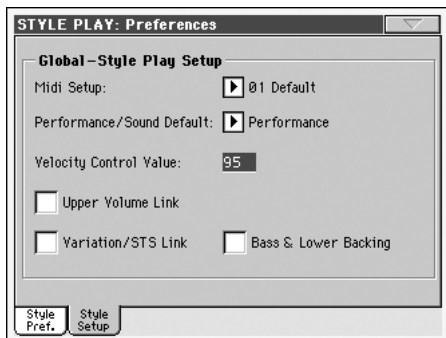 STYLE PLAY: Preferences
Global-Style Play Setup
Midi Setup: 01 Default
Performance/Sound Default: Performance
Velocity Control Value: 95
Upper Volume Link
Variation/STS Link Bass & Lower Backing
Style Pref. Style Setup